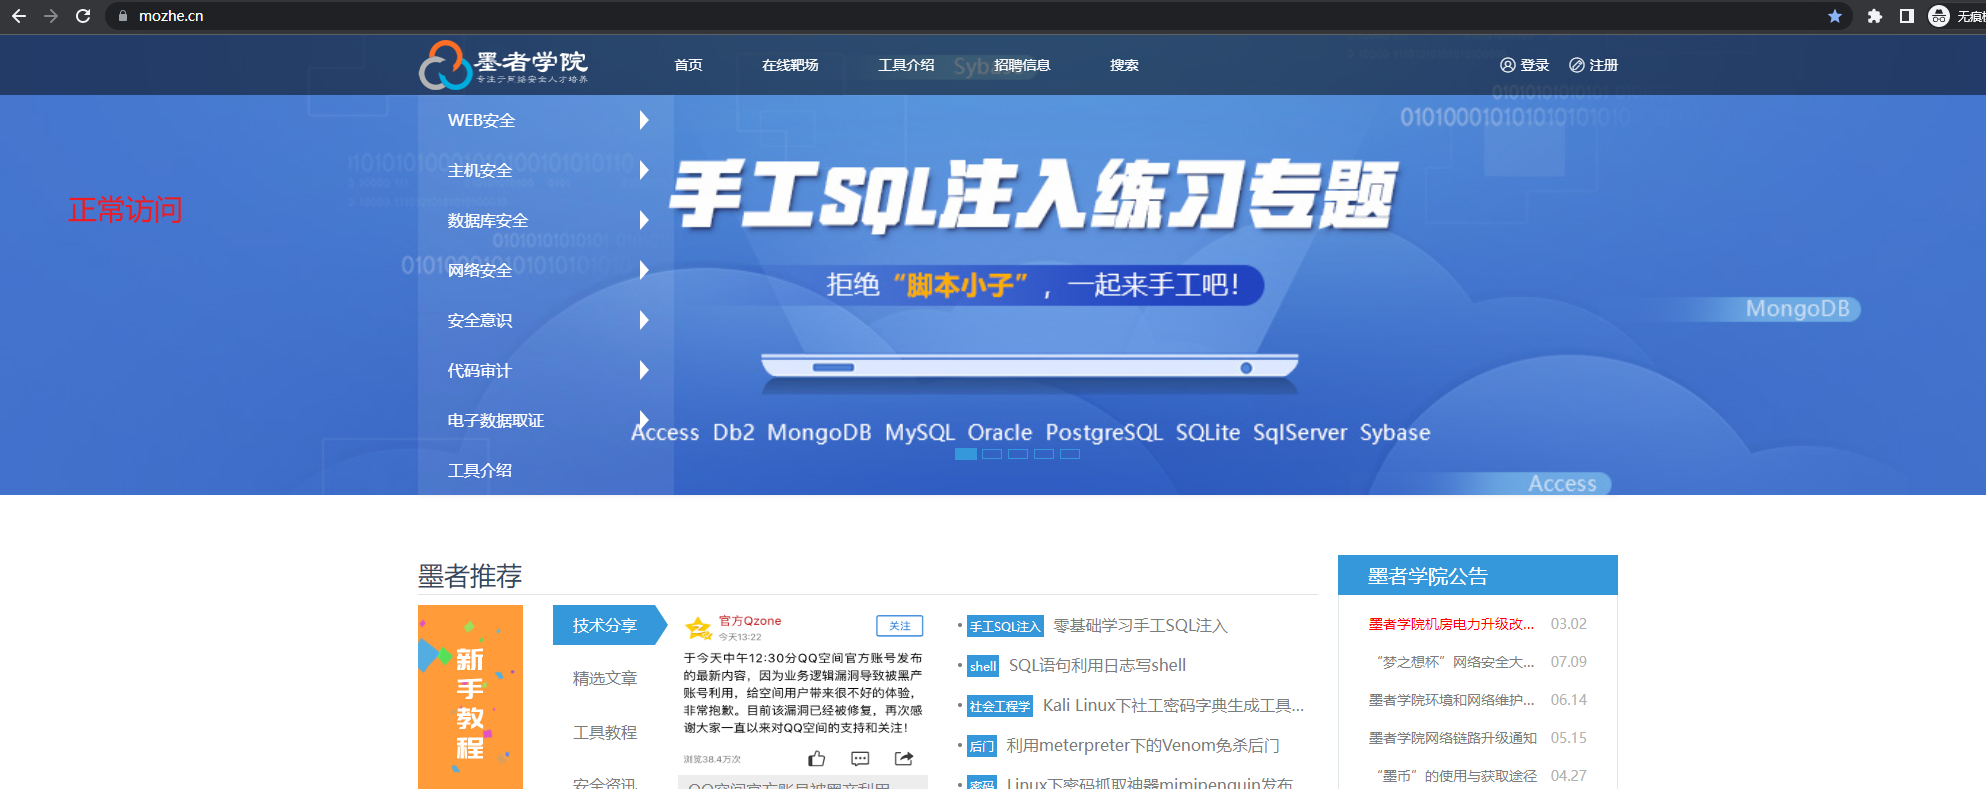 mozhe.cn
无痕模
墨者学院
专注于网络安全人才培养
首页
在线靶场
工具介绍
Sybase
招聘信息
搜索
登录
注册
WEB安全
主机安全
数据库安全
网络安全
安全意识
代码审计
电子数据取证
工具介绍
正常访问
0101000101010101010
手工SQL注入练习专题
拒绝“脚本小子”，一起来手工吧！
MongoDB
Access Db2 MongoDB MySQL Oracle PostgreSQL SQLite SqlServer Sybase
Access
墨者推荐
新手教程
技术分享
精选文章
工具教程
安全资讯
官方Qzone
今天13:22
关注
于今天中午12:30分QQ空间官方账号发布
的最新内容，因为业务逻辑漏洞导致被黑产
账号利用，给空间用户带来很不好的体验，
非常抱歉。目前该漏洞已经被修复，再次感
谢大家一直以来对QQ空间的支持和关注！
浏览38.4万次
QQ空间官方账号被黑产利用
• 手工SQL注入 零基础学习手工SQL注入
• shell SQL语句利用日志写shell
• 社会工程学 Kali Linux下社工密码字典生成工具...
• 后门 利用meterpreter下的Venom免杀后门
• 密码 Linux下密码抓取神器mimipenguin发布
墨者学院公告
墨者学院机房电力升级改... 03.02
“梦之想杯”网络安全大... 07.09
墨者学院环境和网络维护... 06.14
墨者学院网络链路升级通知 05.15
“墨币”的使用与获取途径 04.27